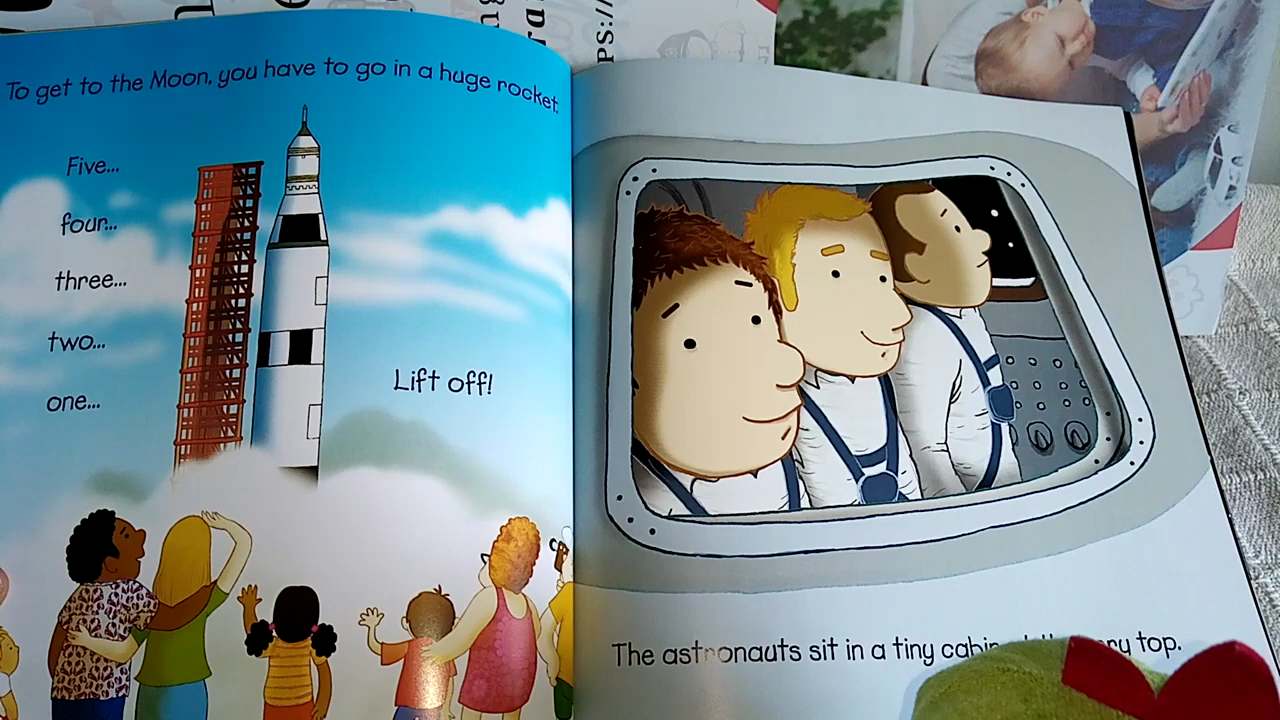 To get to the Moon, you have to go in a huge rocket.
Five...
four...
three...
two...
one...
Lift off!
The astronauts sit in a tiny cabin top.